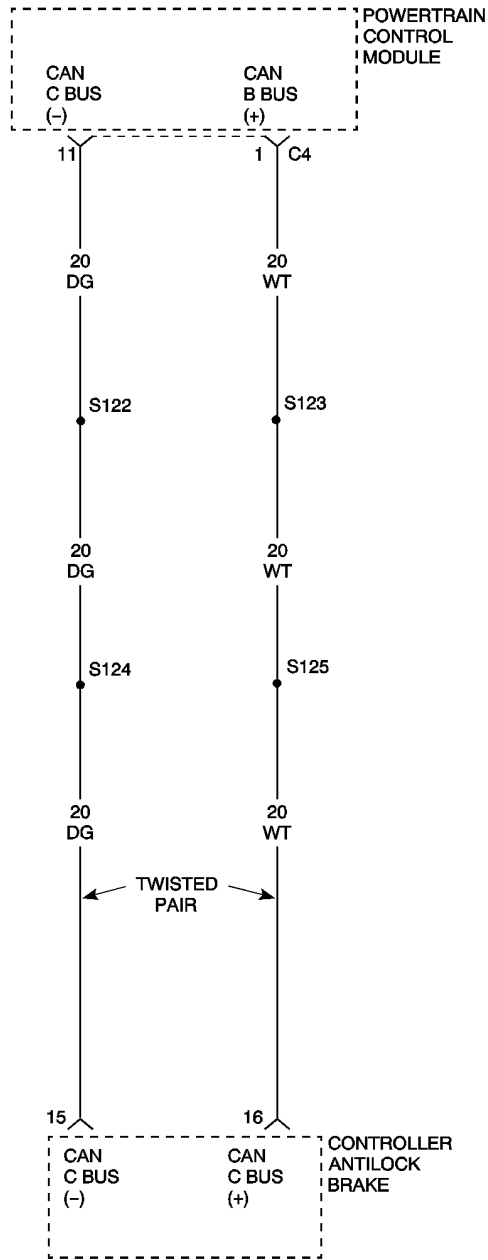 POWERTRAIN
CONTROL
MODULE
CAN
C BUS
(–)
CAN
B BUS
(+)
11
1
C4
20
DG
20
WT
S122
S123
20
DG
20
WT
S124
S125
20
DG
20
WT
TWISTED
PAIR
15
16
CAN
C BUS
(–)
CAN
C BUS
(+)
CONTROLLER
ANTILOCK
BRAKE